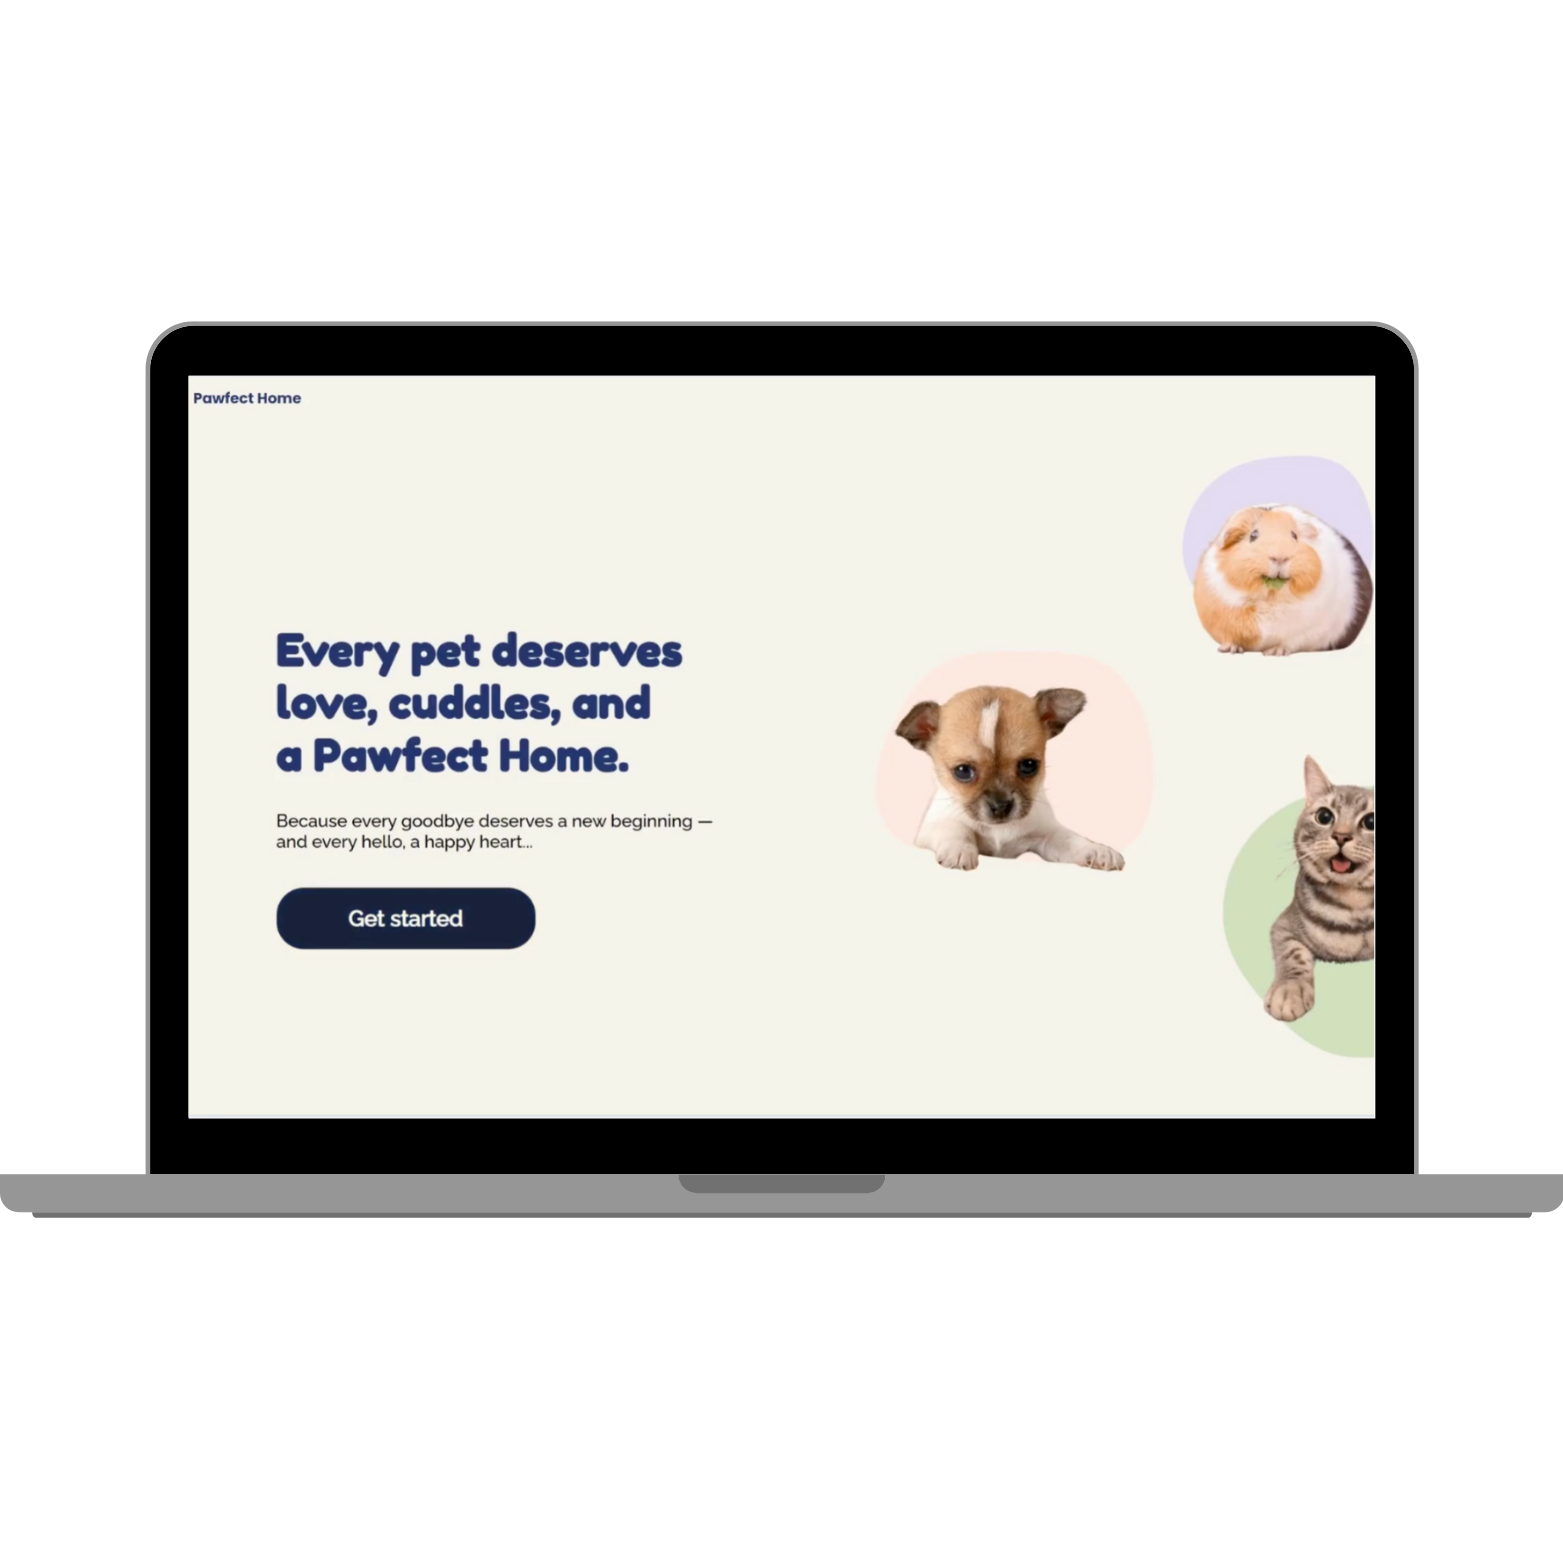 Pawfect Home
Every pet deserves
love, cuddles, and
a Pawfect Home.
Because every goodbye deserves a new beginning —
and every hello, a happy heart...
Get started